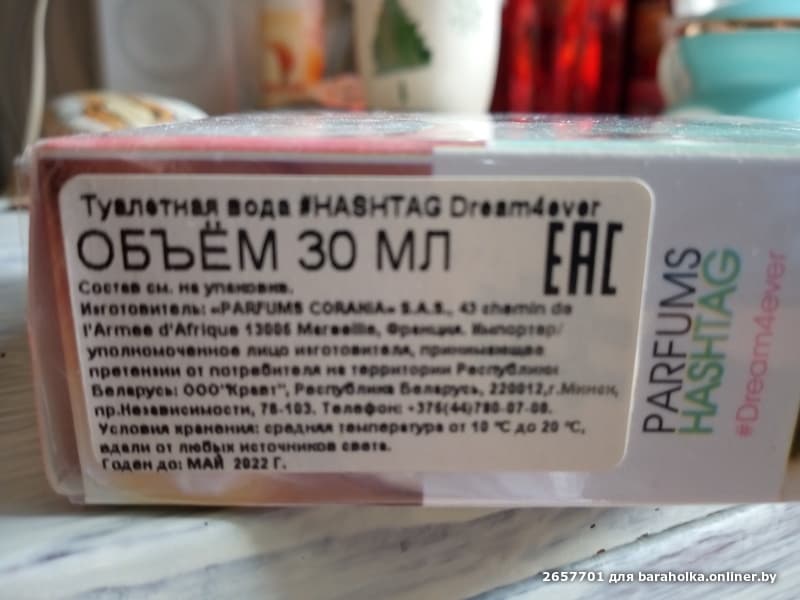 Туалетная вода #HASHTAG Dream4ever
ОБЪЁМ 30 МЛ
EAC
Состав см. на упаковке.
Изготовитель: «PARFUMS CORANIA» S.A.S., 43 chemin de
l'Armee d'Afrique 13005 Marseille, Франция. Импортер/
уполномоченное лицо изготовителя, принимающее
претензии от потребителя на территории Республики
Беларусь: ООО"Кравт", Республика Беларусь, 220012,г.Минск,
пр.Независимости, 78-103. Телефон: +375(44)780-07-08.
Условия хранения: средняя температура от 10 °C до 20 °C,
вдали от любых источников света.
Годен до: МАЙ 2022 Г.
PARFUMS
HASHTAG
#Dream4ever
2657701 для baraholka.onliner.by